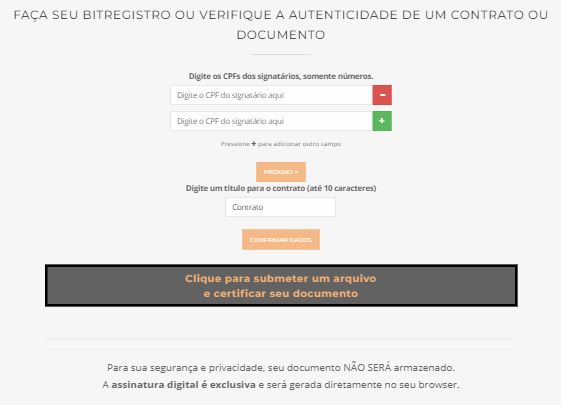 FAÇA SEU BITREGISTRO OU VERIFIQUE A AUTENTICIDADE DE UM CONTRATO OU
DOCUMENTO
Digite os CPFs dos signatários, somente números.
Digite o CPF do signatário aqui −
Digite o CPF do signatário aqui +
Pressione + para adicionar outro campo
PRÓXIMO »
Digite um título para o contrato (até 10 caracteres)
Contrato
CONFIRMAR DADOS
Clique para submeter um arquivo
e certificar seu documento
Para sua segurança e privacidade, seu documento NÃO SERÁ armazenado.
A assinatura digital é exclusiva e será gerada diretamente no seu browser.